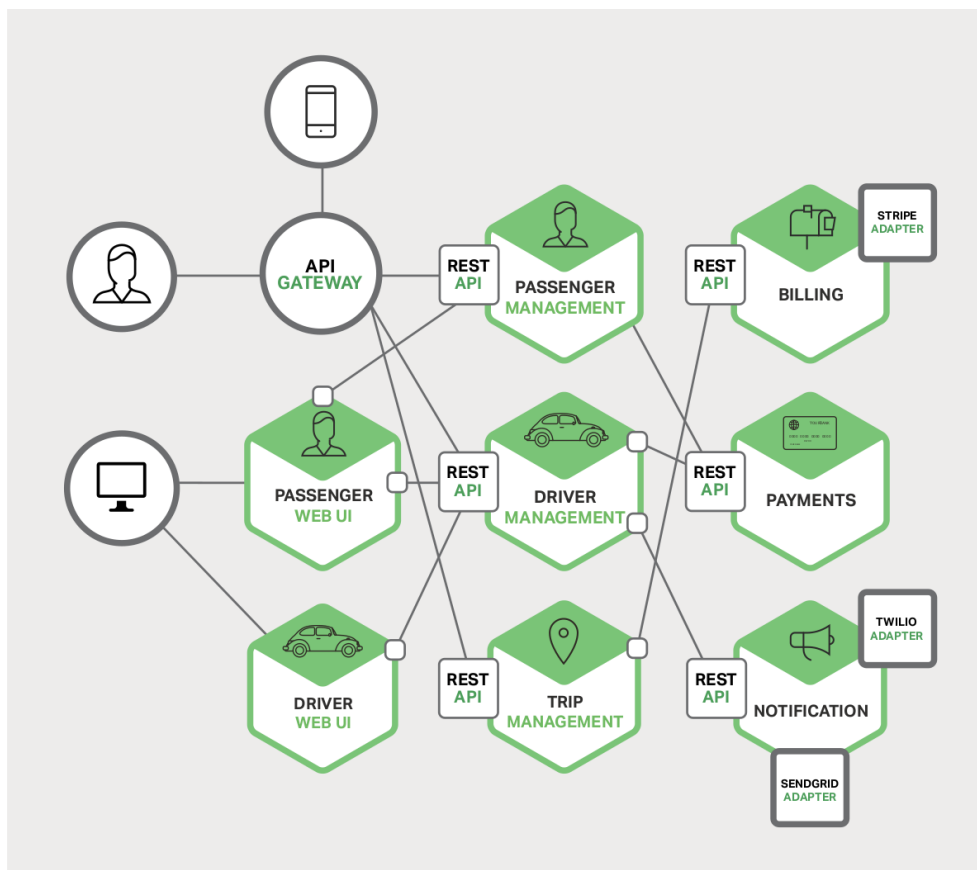 API
GATEWAY
REST
API
PASSENGER
MANAGEMENT
REST
API
BILLING
STRIPE
ADAPTER
PASSENGER
WEB UI
REST
API
DRIVER
MANAGEMENT
REST
API
PAYMENTS
DRIVER
WEB UI
REST
API
TRIP
MANAGEMENT
REST
API
NOTIFICATION
TWILIO
ADAPTER
SENDGRID
ADAPTER